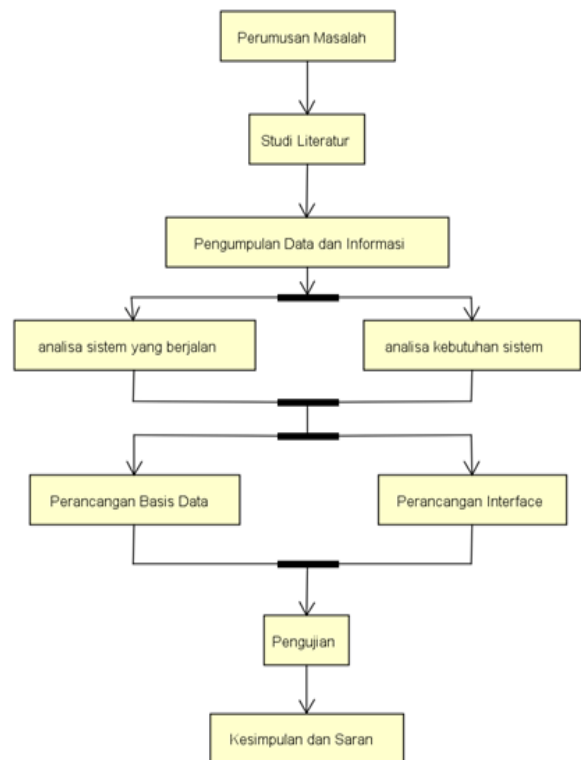 Perumusan Masalah
Studi Literatur
Pengumpulan Data dan Informasi
analisa sistem yang berjalan
analisa kebutuhan sistem
Perancangan Basis Data
Perancangan Interface
Pengujian
Kesimpulan dan Saran